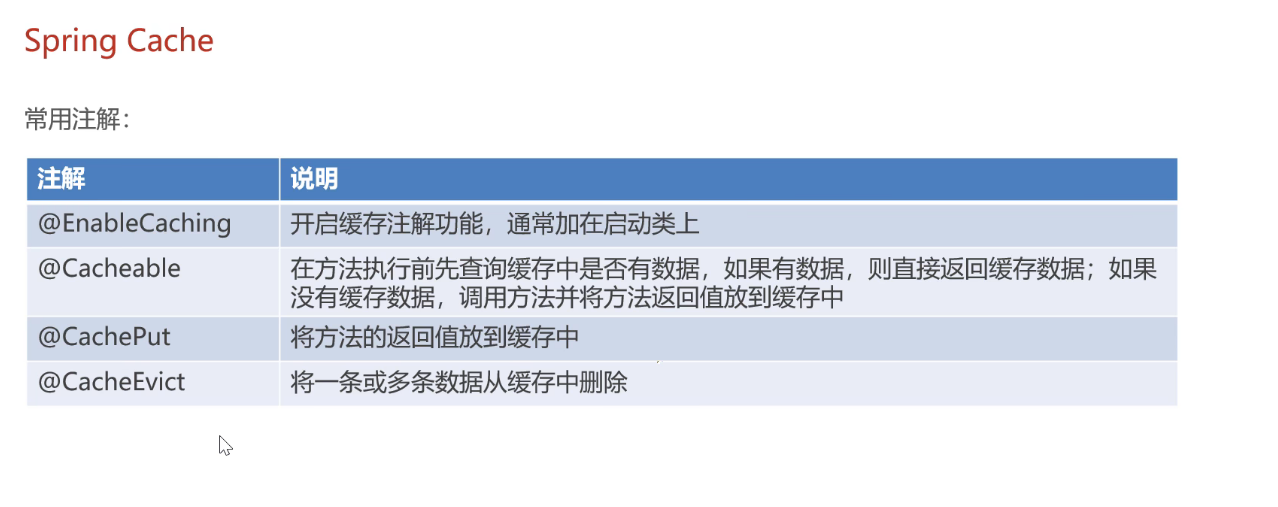 Spring Cache
常用注解：
注解 说明
@EnableCaching 开启缓存注解功能，通常加在启动类上
@Cacheable 在方法执行前先查询缓存中是否有数据，如果有数据，则直接返回缓存数据；如果
没有缓存数据，调用方法并将方法返回值放到缓存中
@CachePut 将方法的返回值放到缓存中
@CacheEvict 将一条或多条数据从缓存中删除